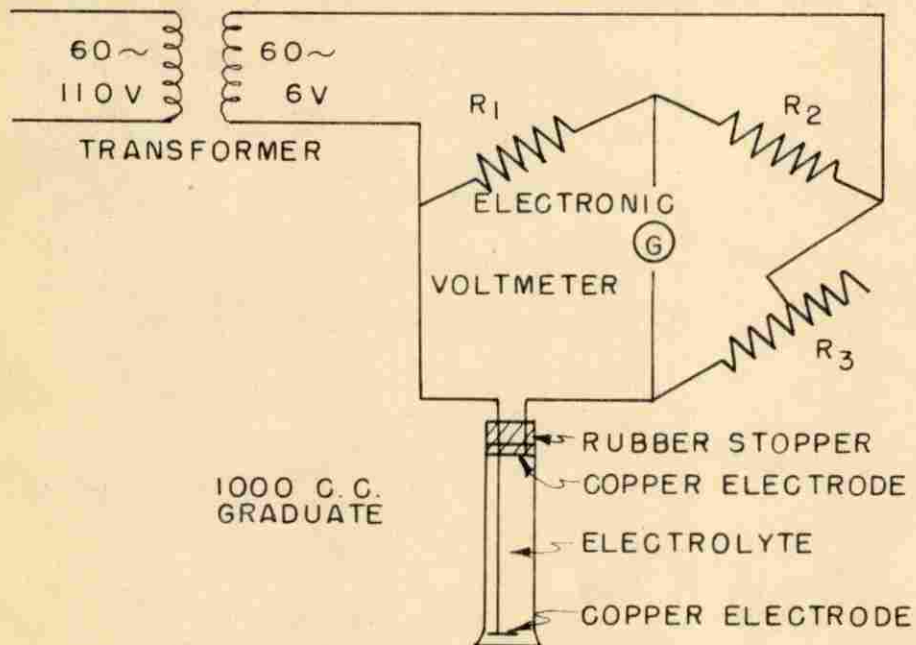 60~ 60~
110V 6V
TRANSFORMER
R1 R2
ELECTRONIC
G
VOLTMETER
R3
RUBBER STOPPER
COPPER ELECTRODE
1000 C.C.
GRADUATE
ELECTROLYTE
COPPER ELECTRODE